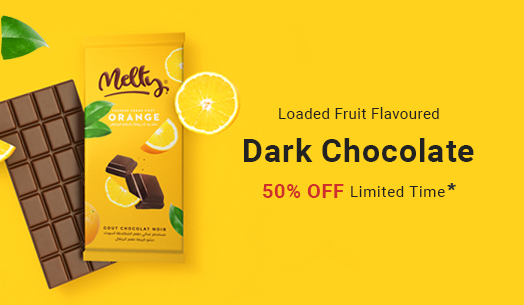 Melty
ORANGE
GOUT CHOCOLAT NOIR
Loaded Fruit Flavoured
Dark Chocolate
50% OFF Limited Time*